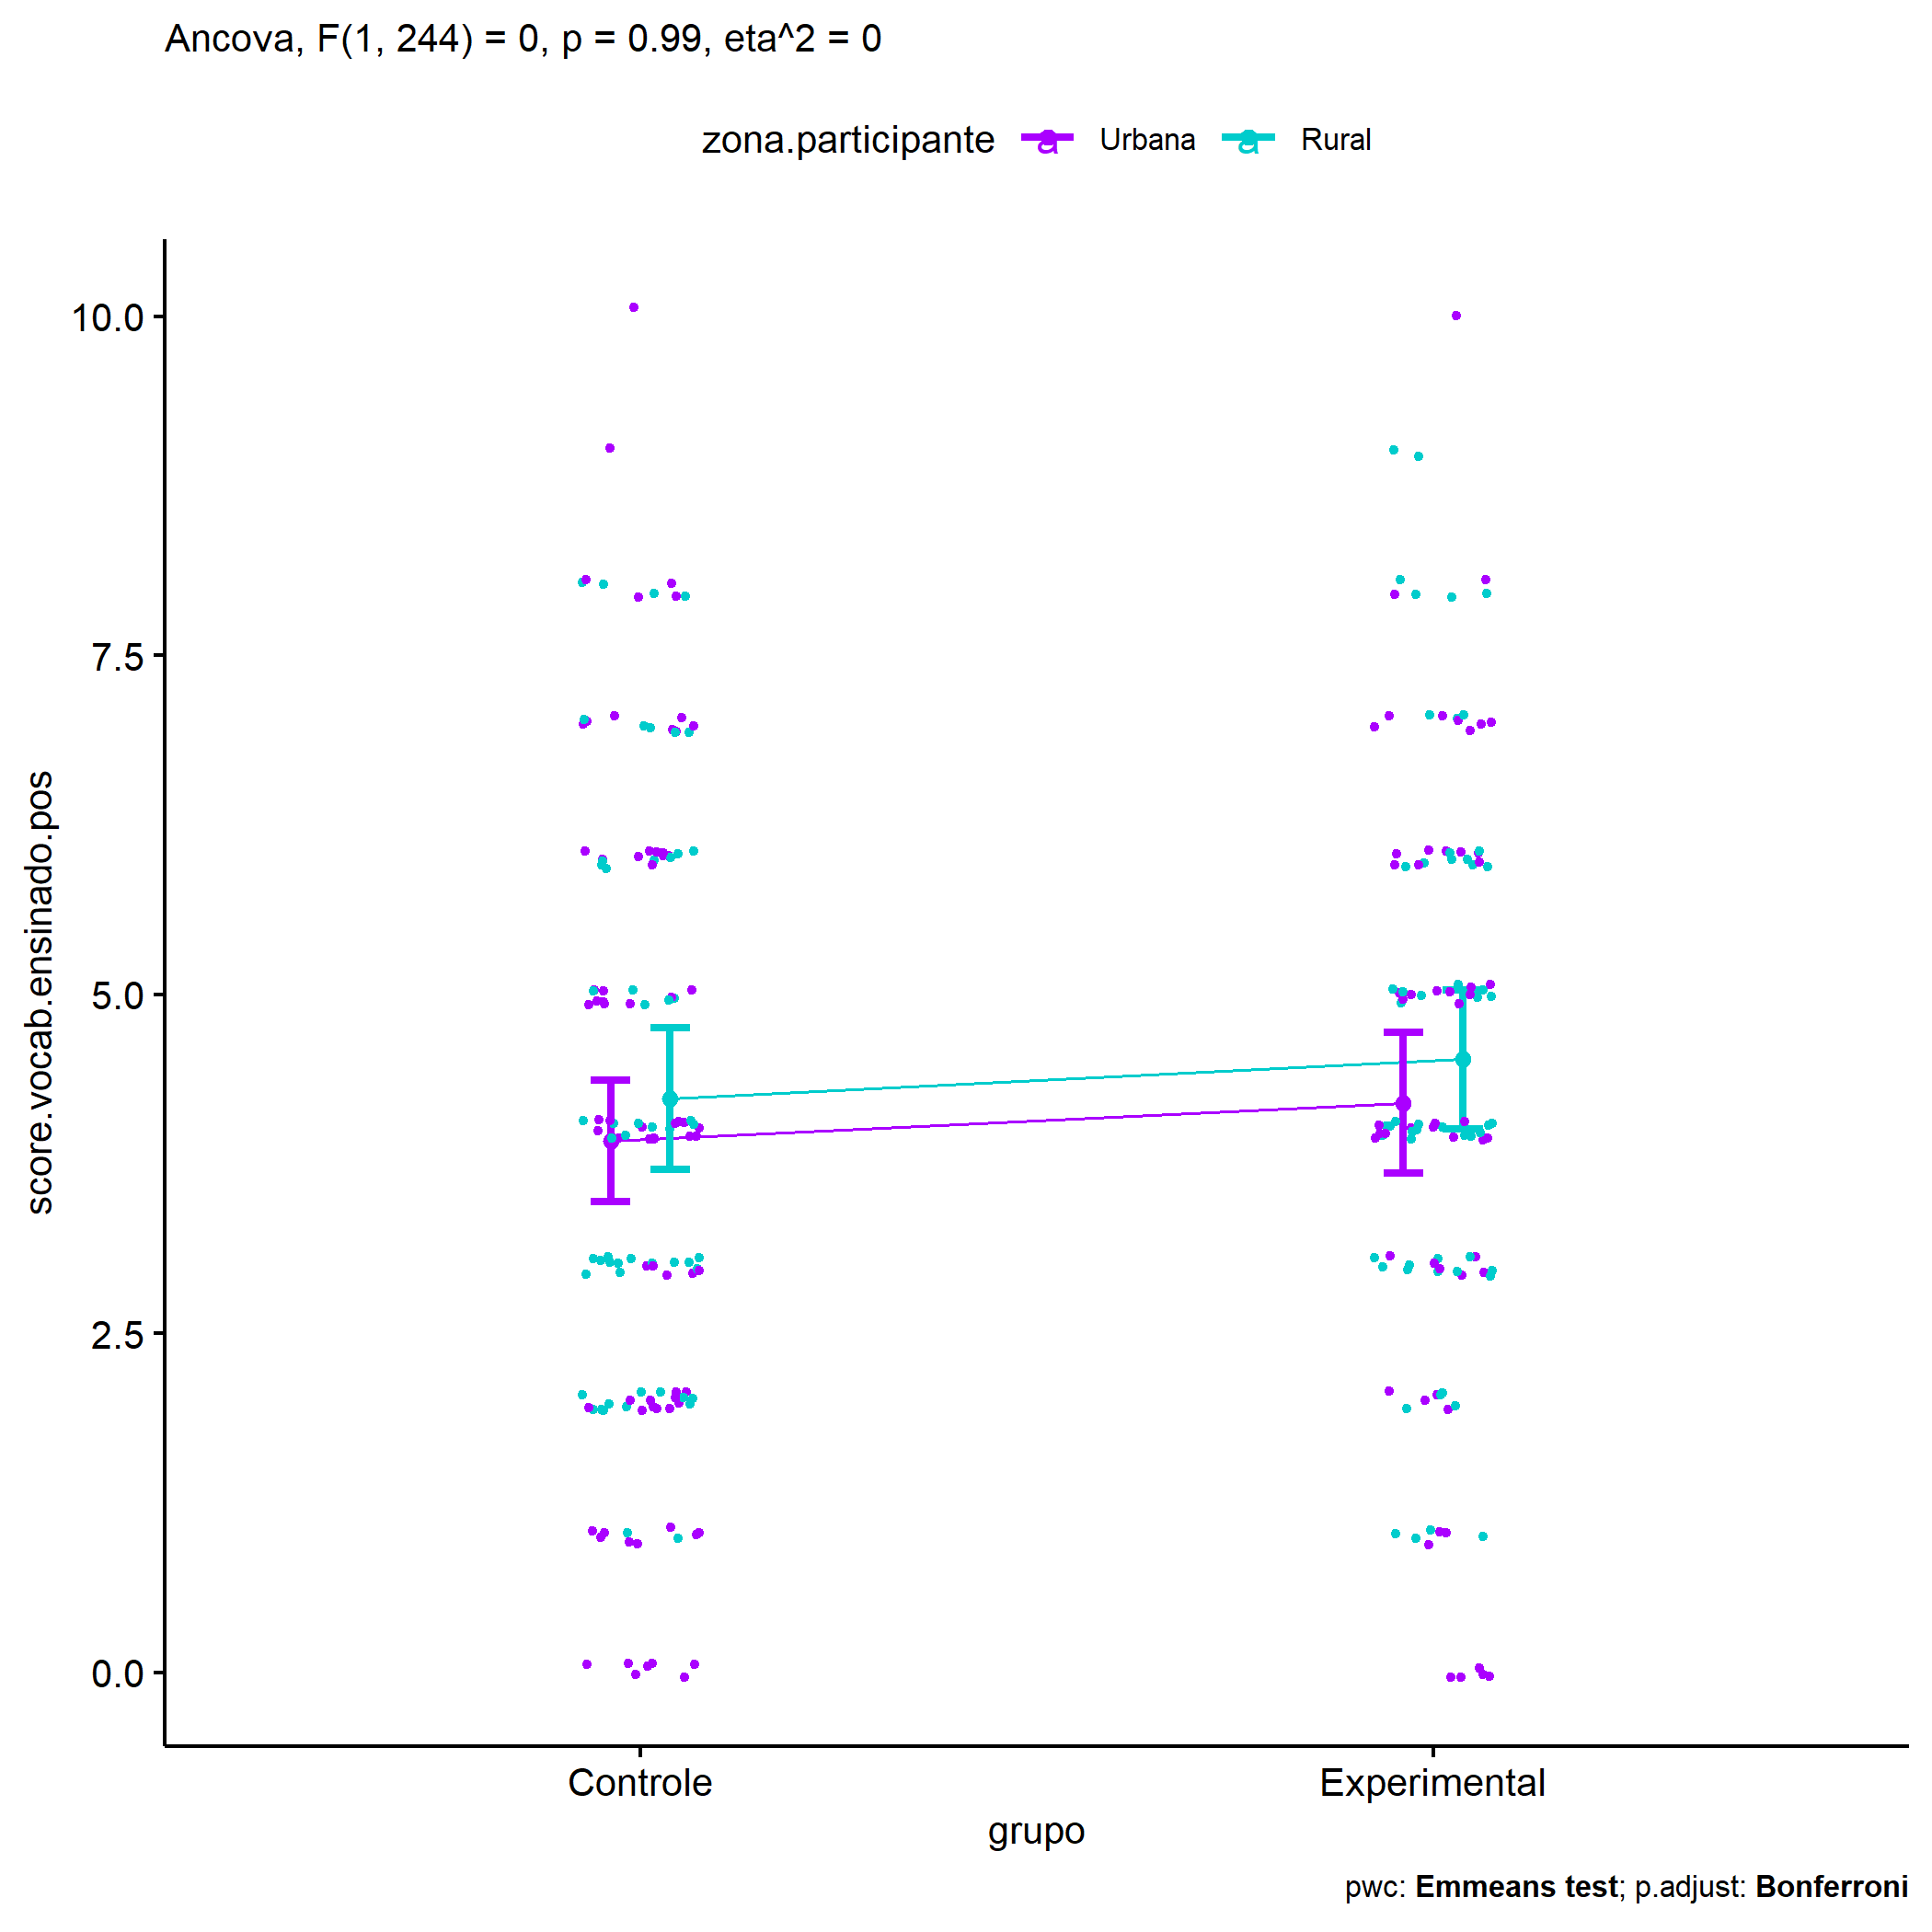 Ancova, F(1, 244) = 0, p = 0.99, eta^2 = 0
zona.participante a Urbana a Rural
10.0
7.5
5.0
2.5
0.0
score.vocab.ensinado.pos
Controle Experimental
grupo
pwc: Emmeans test; p.adjust: Bonferroni